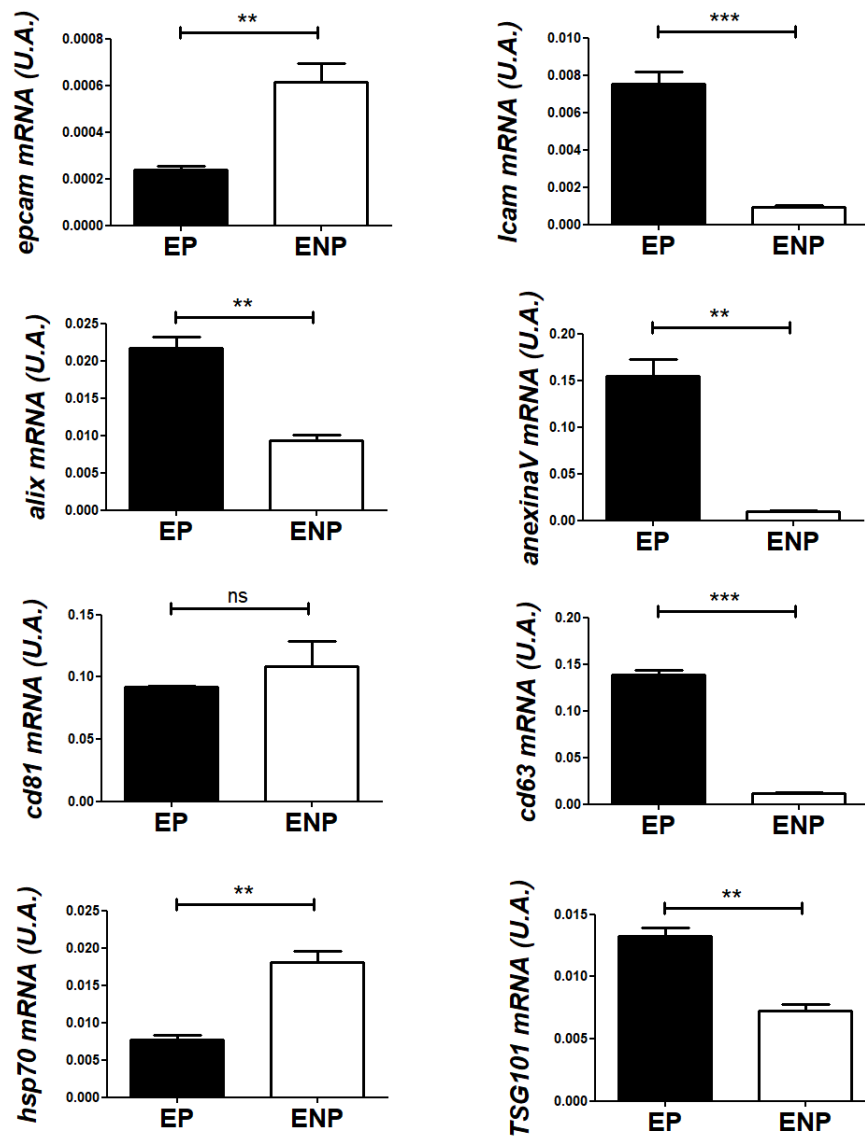 epcam mRNA (U.A.)
**
0.0008
0.0006
0.0004
0.0002
0.0000
EP ENP
Icam mRNA (U.A.)
***
0.010
0.008
0.006
0.004
0.002
0.000
EP ENP
alix mRNA (U.A.)
**
0.025
0.020
0.015
0.010
0.005
0.000
EP ENP
anexinaV mRNA (U.A.)
**
0.20
0.15
0.10
0.05
0.00
EP ENP
cd81 mRNA (U.A.)
ns
0.15
0.10
0.05
0.00
EP ENP
cd63 mRNA (U.A.)
***
0.20
0.15
0.10
0.05
0.00
EP ENP
hsp70 mRNA (U.A.)
**
0.025
0.020
0.015
0.010
0.005
0.000
EP ENP
TSG101 mRNA (U.A.)
**
0.015
0.010
0.005
0.000
EP ENP